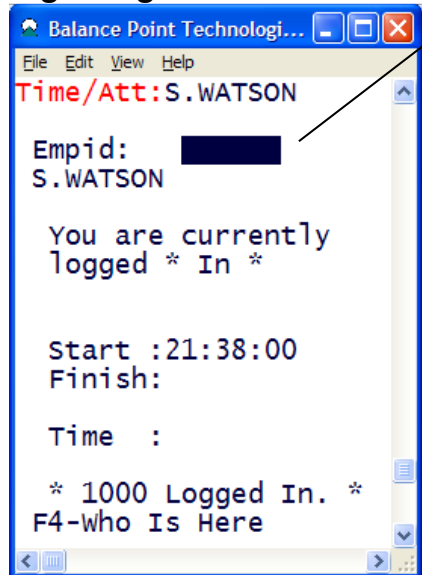 Balance Point Technologi...
File Edit View Help
Time/Att:S.WATSON
Empid:
S.WATSON
You are currently
logged * In *
Start :21:38:00
Finish:
Time :
* 1000 Logged In. *
F4-Who Is Here